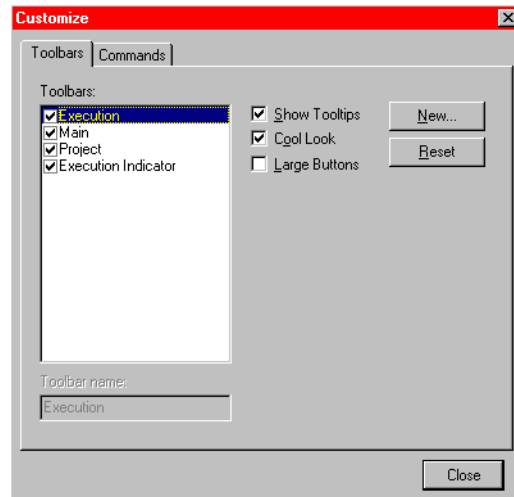 Customize
Toolbars Commands
Toolbars:
Execution
Main
Project
Execution Indicator
Show Tooltips
Cool Look
Large Buttons
New...
Reset
Toolbar name:
Execution
Close